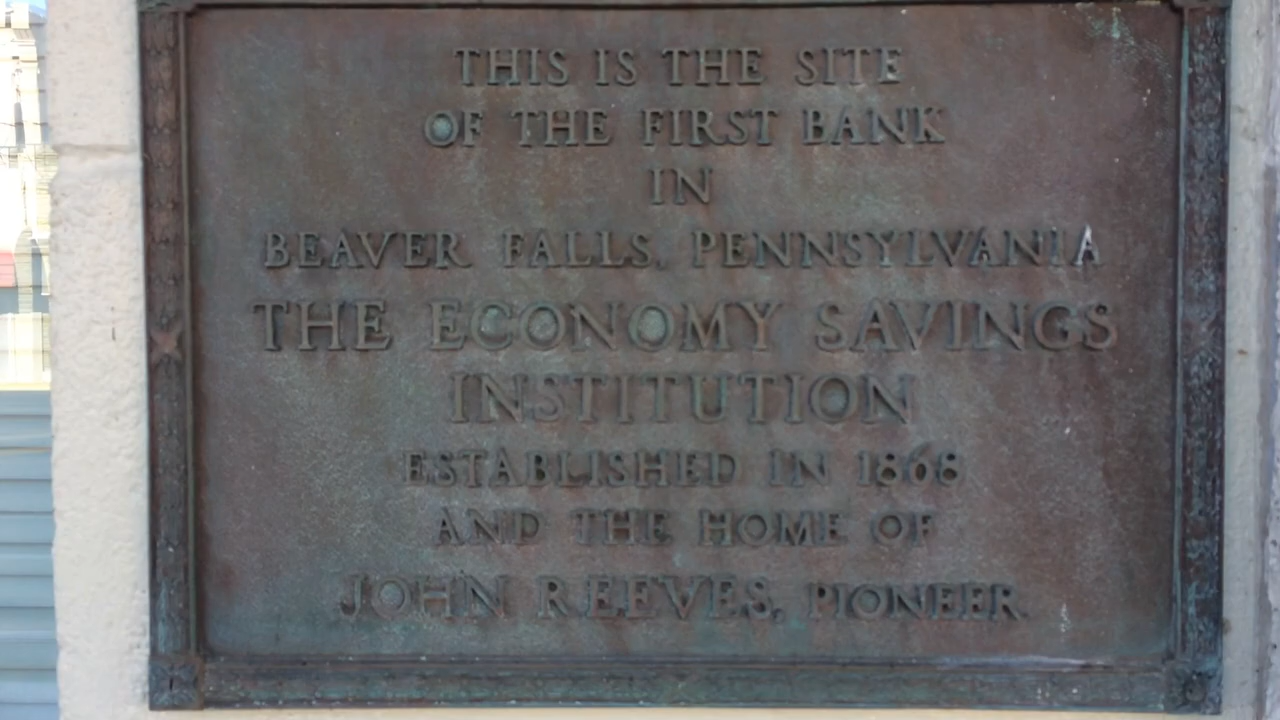 THIS IS THE SITE
OF THE FIRST BANK
IN
BEAVER FALLS, PENNSYLVANIA
THE ECONOMY SAVINGS
INSTITUTION
ESTABLISHED IN 1868
AND THE HOME OF
JOHN REEVES, PIONEER.